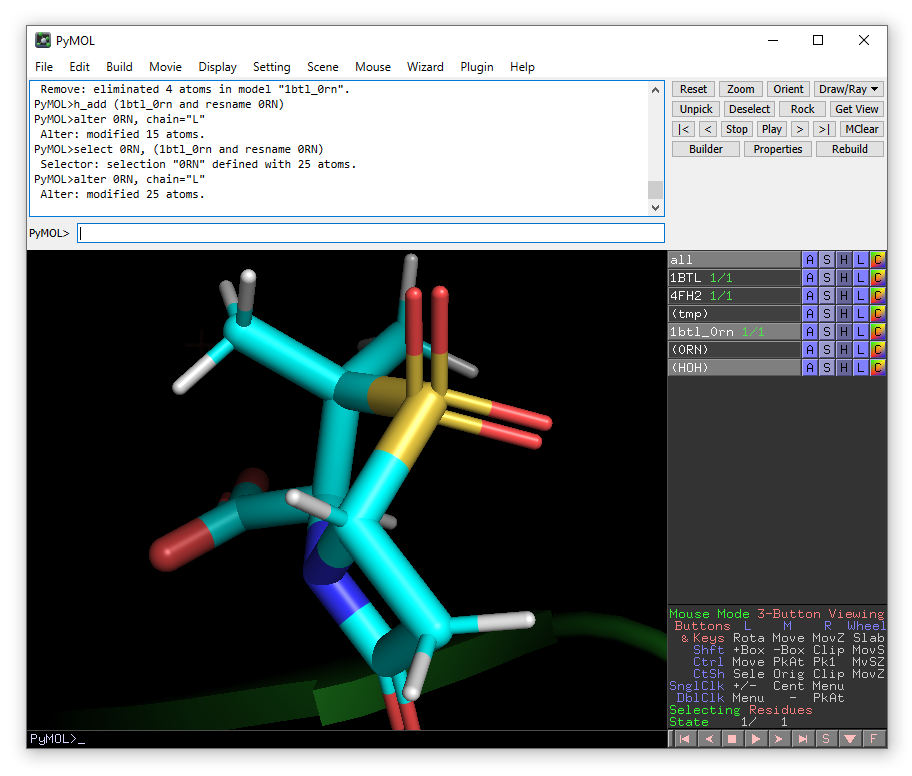 PyMOL
File Edit Build Movie Display Setting Scene Mouse Wizard Plugin Help
Remove: eliminated 4 atoms in model "1btl_0rn".
PyMOL>h_add (1btl_0rn and resname 0RN)
PyMOL>alter 0RN, chain="L"
Alter: modified 15 atoms.
PyMOL>select 0RN, (1btl_0rn and resname 0RN)
Selector: selection "0RN" defined with 25 atoms.
PyMOL>alter 0RN, chain="L"
Alter: modified 25 atoms.
PyMOL>
Reset Zoom Orient Draw/Ray
Unpick Deselect Rock Get View
|< < Stop Play > >| MClear
Builder Properties Rebuild
all A S H L C
1BTL 1/1 A S H L C
4FH2 1/1 A S H L C
(tmp) A S H L C
1btl_0rn 1/1 A S H L C
(0RN) A S H L C
(HOH) A S H L C
Mouse Mode 3-Button Viewing
Buttons L M R Wheel
& Keys Rota Move MovZ Slab
Shft +Box -Box Clip MovS
Ctrl Move PkAt Pk1 MvSZ
CtSh Sele Orig Clip MovZ
SnglClk +/- Cent Menu
DblClk Menu - PkAt
Selecting Residues
State 1/ 1
PyMOL>_
S F